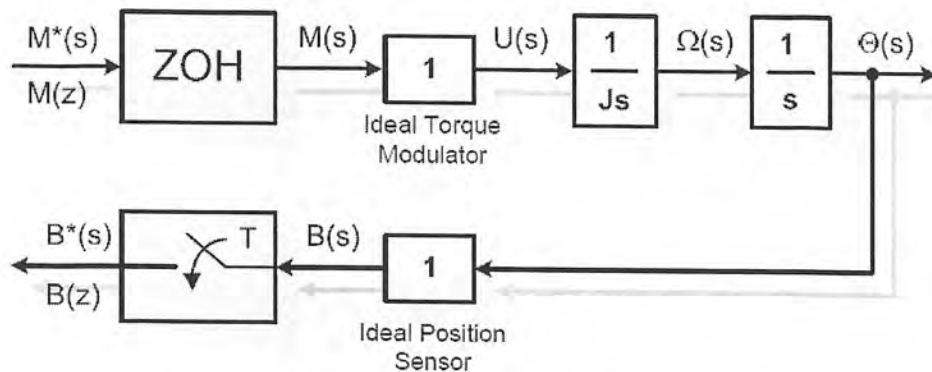 M*(s)
M(z)
ZOH
M(s)
1
Ideal Torque
Modulator
U(s)
1
Js
Ω(s)
1
s
Θ(s)
B*(s)
B(z)
T
B(s)
1
Ideal Position
Sensor